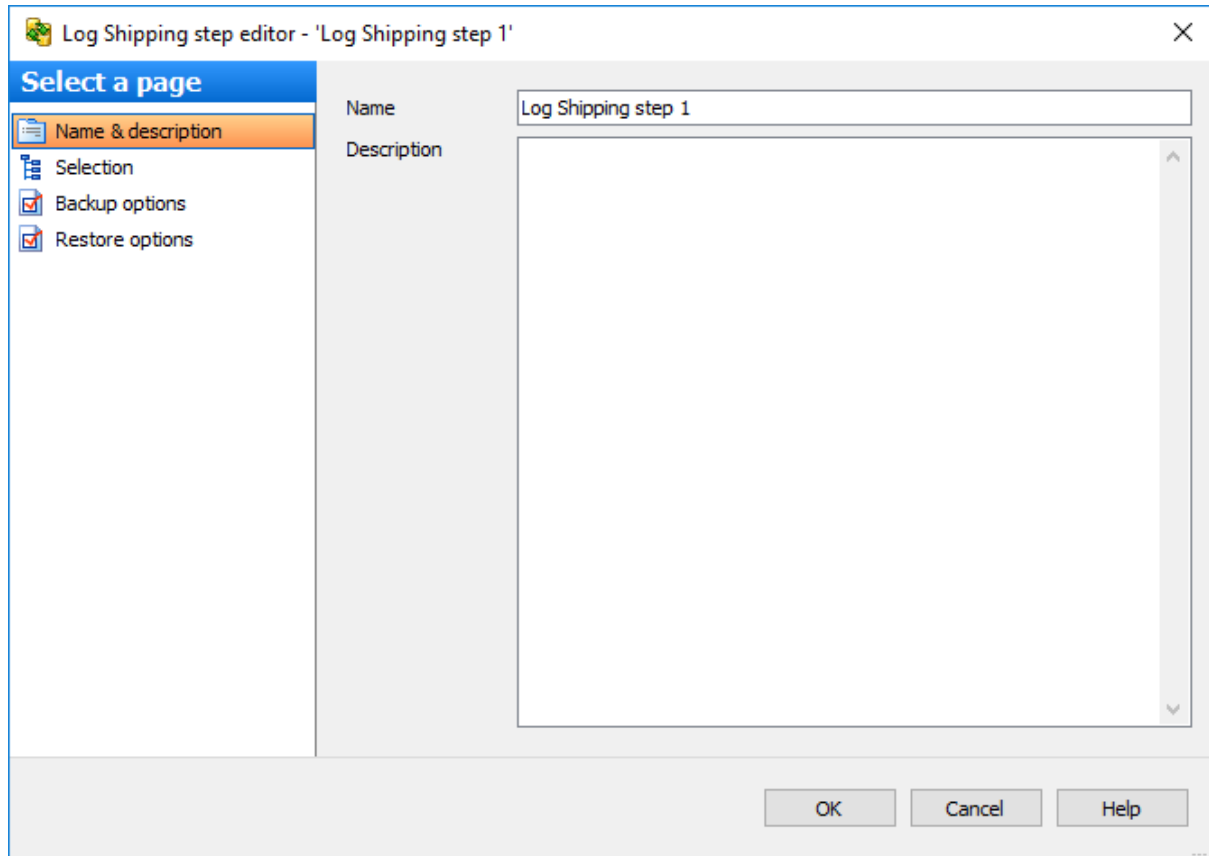 Log Shipping step editor - 'Log Shipping step 1'
Select a page
Name & description
Selection
Backup options
Restore options
Name
Log Shipping step 1
Description
OK
Cancel
Help